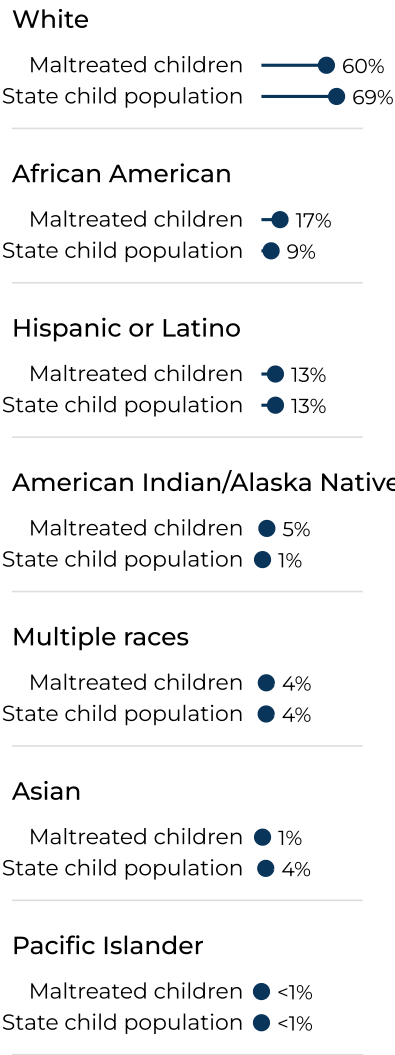 White
Maltreated children 60%
State child population 69%
African American
Maltreated children 17%
State child population 9%
Hispanic or Latino
Maltreated children 13%
State child population 13%
American Indian/Alaska Native
Maltreated children 5%
State child population 1%
Multiple races
Maltreated children 4%
State child population 4%
Asian
Maltreated children 1%
State child population 4%
Pacific Islander
Maltreated children <1%
State child population <1%